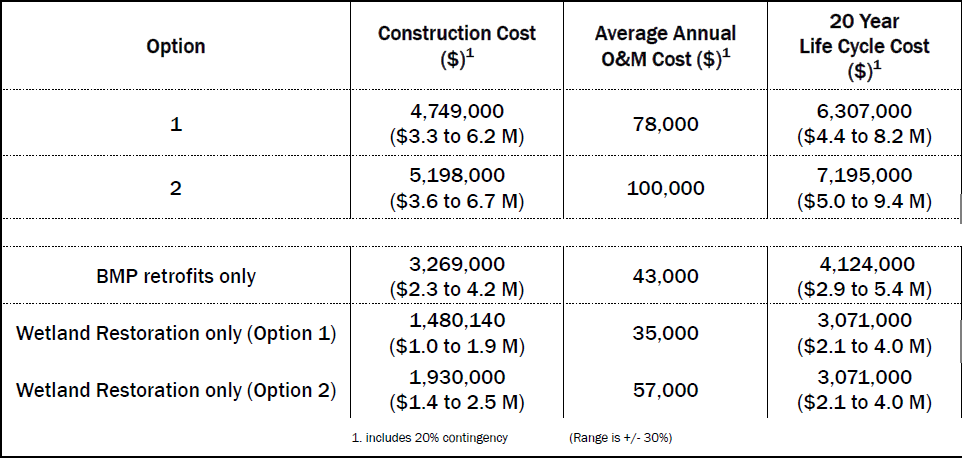 Option
Construction Cost
($)¹
Average Annual
O&M Cost ($)¹
20 Year
Life Cycle Cost
($)¹
1
4,749,000
($3.3 to 6.2 M)
78,000
6,307,000
($4.4 to 8.2 M)
2
5,198,000
($3.6 to 6.7 M)
100,000
7,195,000
($5.0 to 9.4 M)
BMP retrofits only
3,269,000
($2.3 to 4.2 M)
43,000
4,124,000
($2.9 to 5.4 M)
Wetland Restoration only (Option 1)
1,480,140
($1.0 to 1.9 M)
35,000
3,071,000
($2.1 to 4.0 M)
Wetland Restoration only (Option 2)
1,930,000
($1.4 to 2.5 M)
57,000
3,071,000
($2.1 to 4.0 M)
1. includes 20% contingency
(Range is +/- 30%)